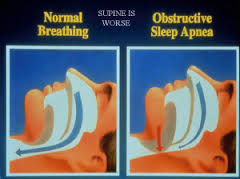 Normal
Breathing
SUPINE IS
WORSE
Obstructive
Sleep Apnea